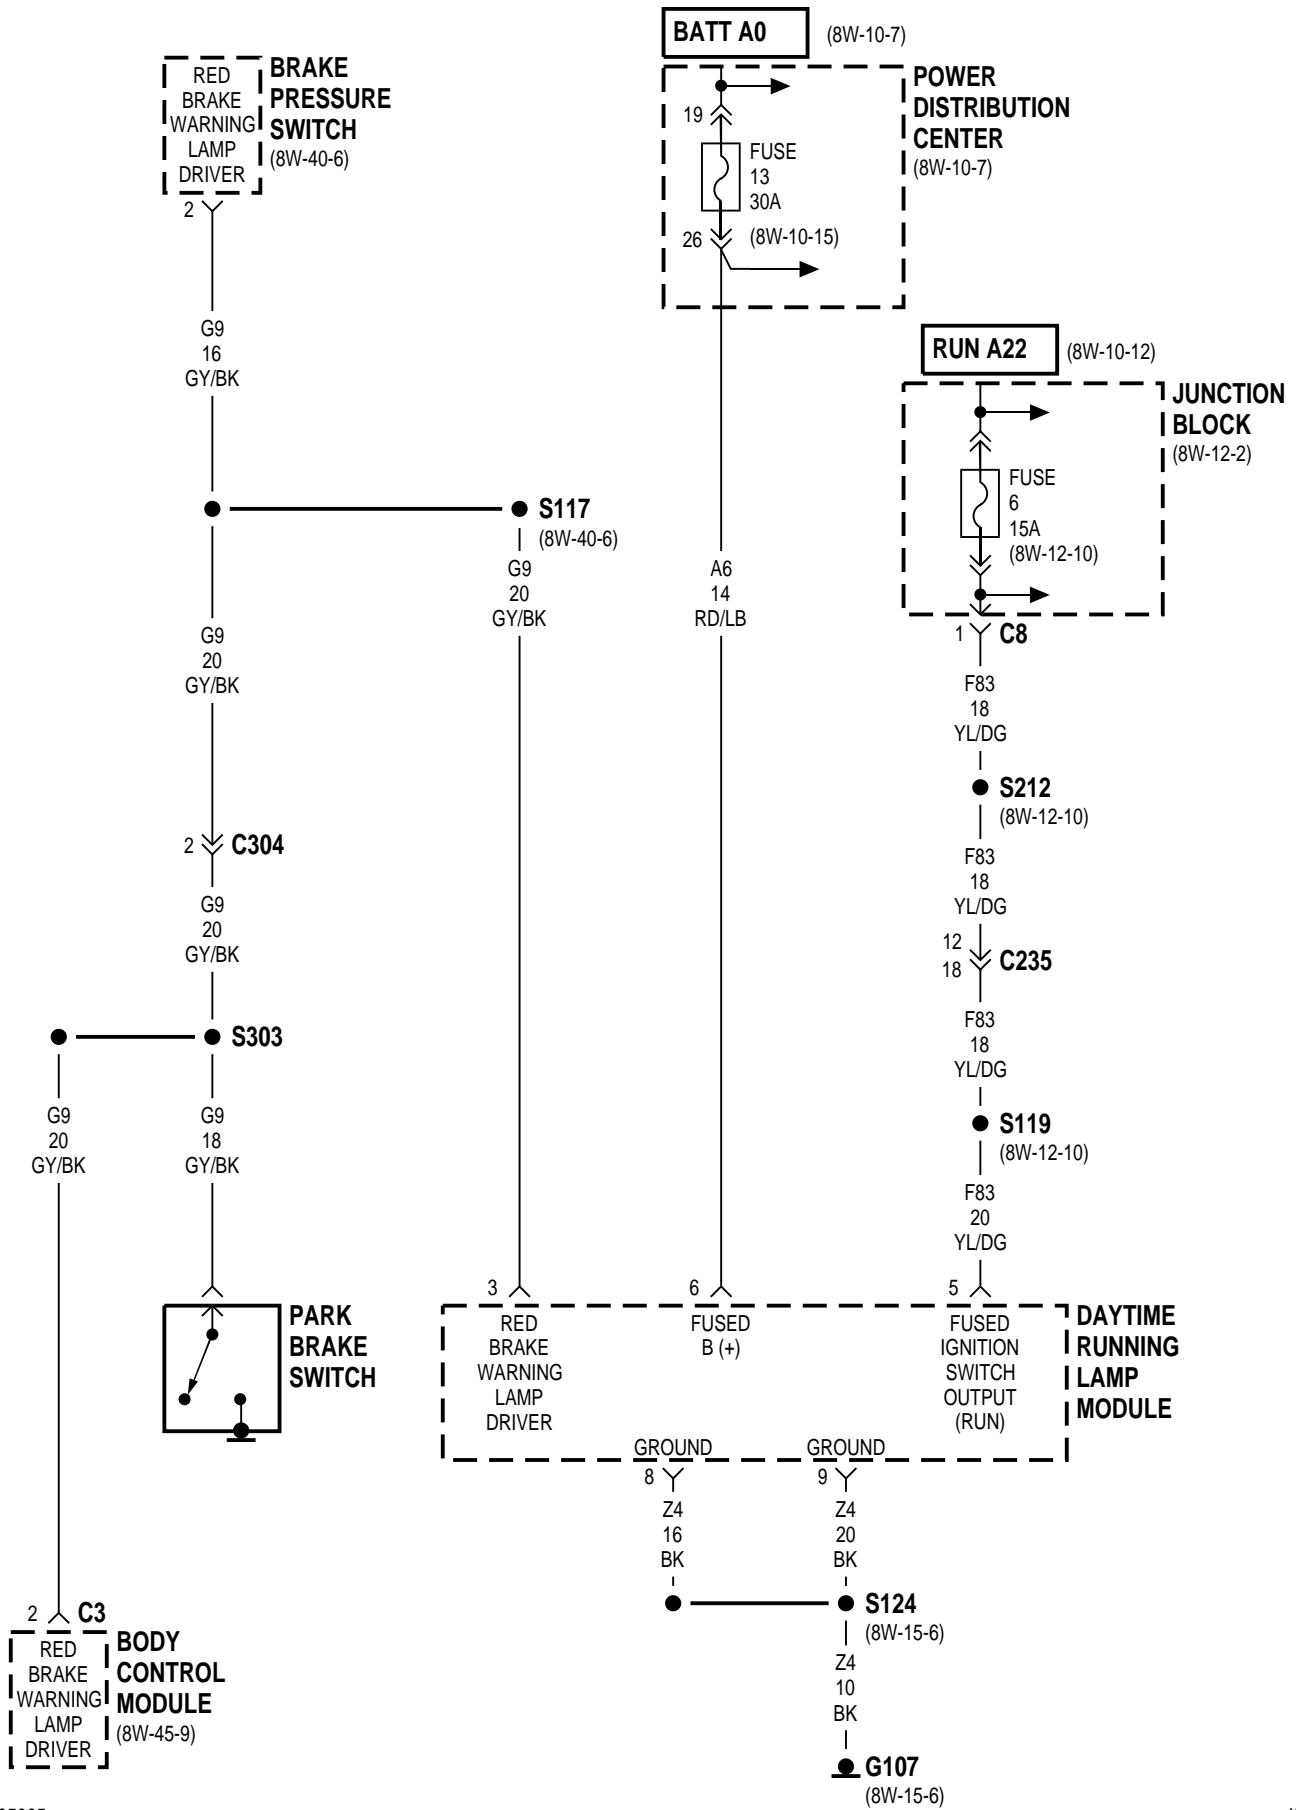 BATT A0
(8W-10-7)
RED
BRAKE
WARNING
LAMP
DRIVER
BRAKE
PRESSURE
SWITCH
(8W-40-6)
2
POWER
DISTRIBUTION
CENTER
(8W-10-7)
19
FUSE
13
30A
26
(8W-10-15)
G9
16
GY/BK
RUN A22
(8W-10-12)
JUNCTION
BLOCK
(8W-12-2)
FUSE
6
15A
(8W-12-10)
S117
(8W-40-6)
G9
20
GY/BK
A6
14
RD/LB
1
C8
G9
20
GY/BK
F83
18
YL/DG
S212
(8W-12-10)
2
C304
F83
18
YL/DG
G9
20
GY/BK
12
18
C235
S303
F83
18
YL/DG
G9
20
GY/BK
G9
18
GY/BK
S119
(8W-12-10)
F83
20
YL/DG
3
6
5
PARK
BRAKE
SWITCH
RED
BRAKE
WARNING
LAMP
DRIVER
FUSED
B (+)
FUSED
IGNITION
SWITCH
OUTPUT
(RUN)
DAYTIME
RUNNING
LAMP
MODULE
GROUND
GROUND
8
9
Z4
16
BK
Z4
20
BK
S124
(8W-15-6)
2
C3
RED
BRAKE
WARNING
LAMP
DRIVER
BODY
CONTROL
MODULE
(8W-45-9)
Z4
10
BK
G107
(8W-15-6)